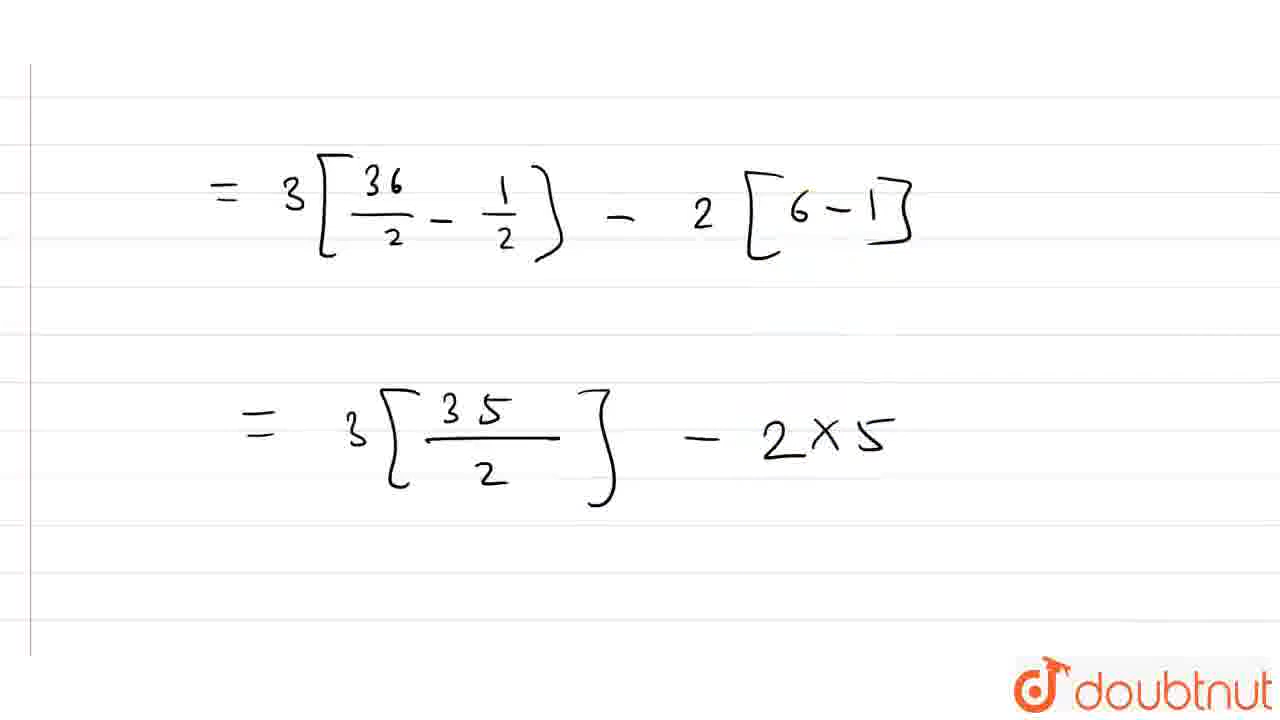 = 3 [ 36/2 - 1/2 ] - 2 [ 6 - 1 ]
= 3 [ 35/2 ] - 2 × 5
doubtnut